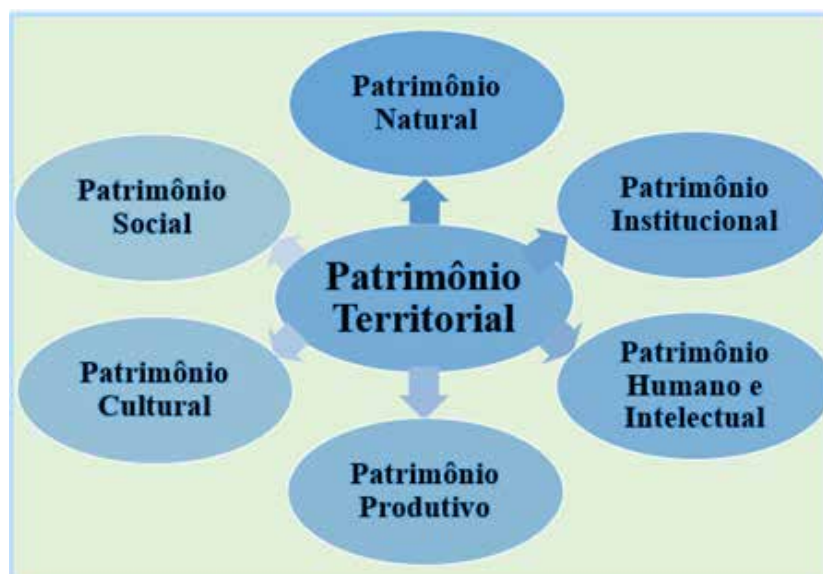 Patrimônio
Natural
Patrimônio
Social
Patrimônio
Institucional
Patrimônio
Territorial
Patrimônio
Cultural
Patrimônio
Humano e
Intelectual
Patrimônio
Produtivo